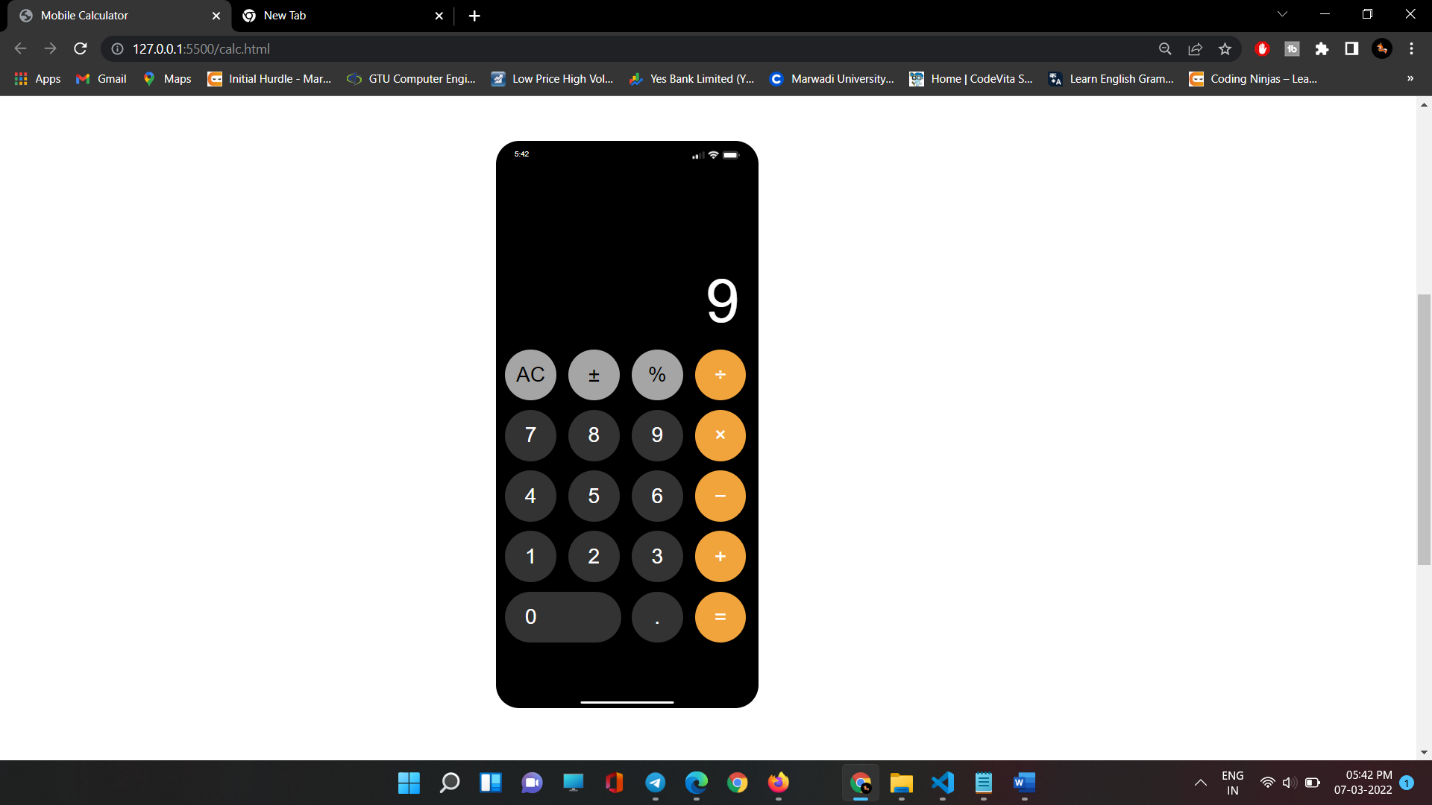 Mobile Calculator
New Tab
127.0.0.1:5500/calc.html
Apps
Gmail
Maps
Initial Hurdle - Mar...
GTU Computer Engi...
Low Price High Vol...
Yes Bank Limited (Y...
Marwadi University...
Home | CodeVita S...
Learn English Gram...
Coding Ninjas – Lea...
»
5:42
9
AC ± % ÷
7 8 9 ×
4 5 6 −
1 2 3 +
0 . =
ENG
IN
05:42 PM
07-03-2022
1